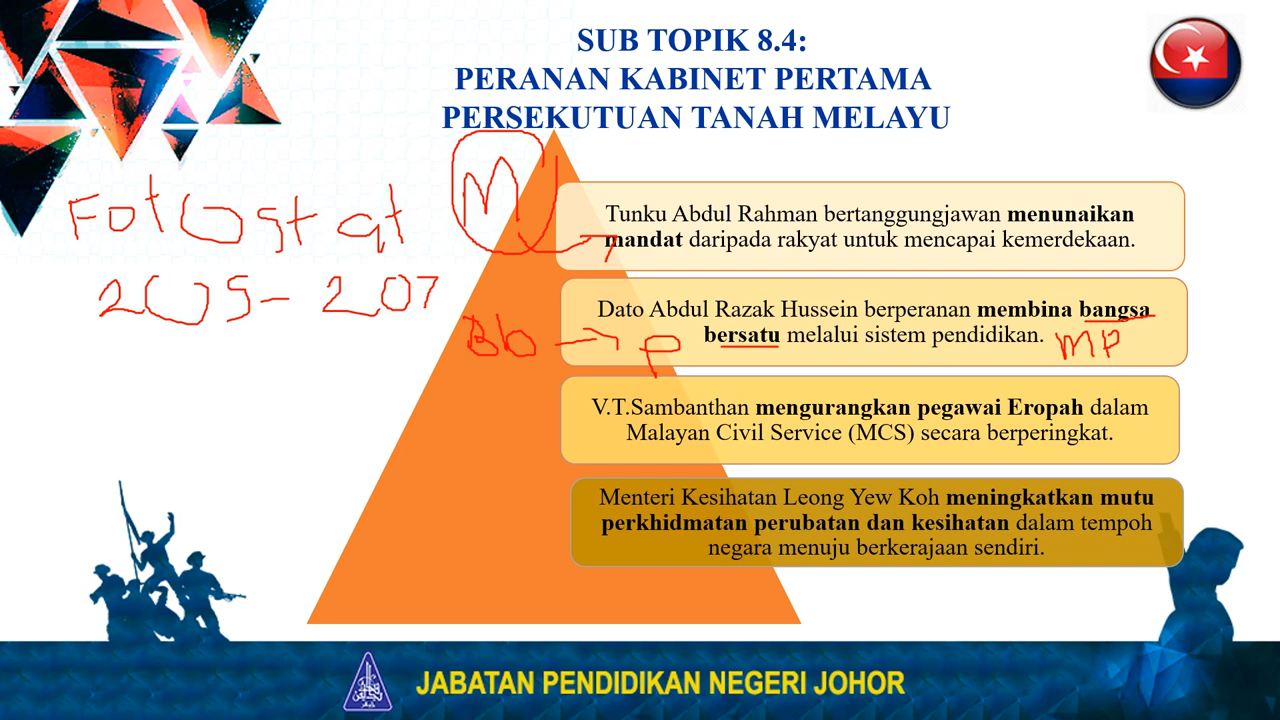 SUB TOPIK 8.4:
PERANAN KABINET PERTAMA
PERSEKUTUAN TANAH MELAYU
Fotostat
205-207
M
Tunku Abdul Rahman bertanggungjawan menunaikan
mandat daripada rakyat untuk mencapai kemerdekaan.
Dato Abdul Razak Hussein berperanan membina bangsa
bersatu melalui sistem pendidikan.
Bb → P
MP
V.T.Sambanthan mengurangkan pegawai Eropah dalam
Malayan Civil Service (MCS) secara berperingkat.
Menteri Kesihatan Leong Yew Koh meningkatkan mutu
perkhidmatan perubatan dan kesihatan dalam tempoh
negara menuju berkerajaan sendiri.
JABATAN PENDIDIKAN NEGERI JOHOR